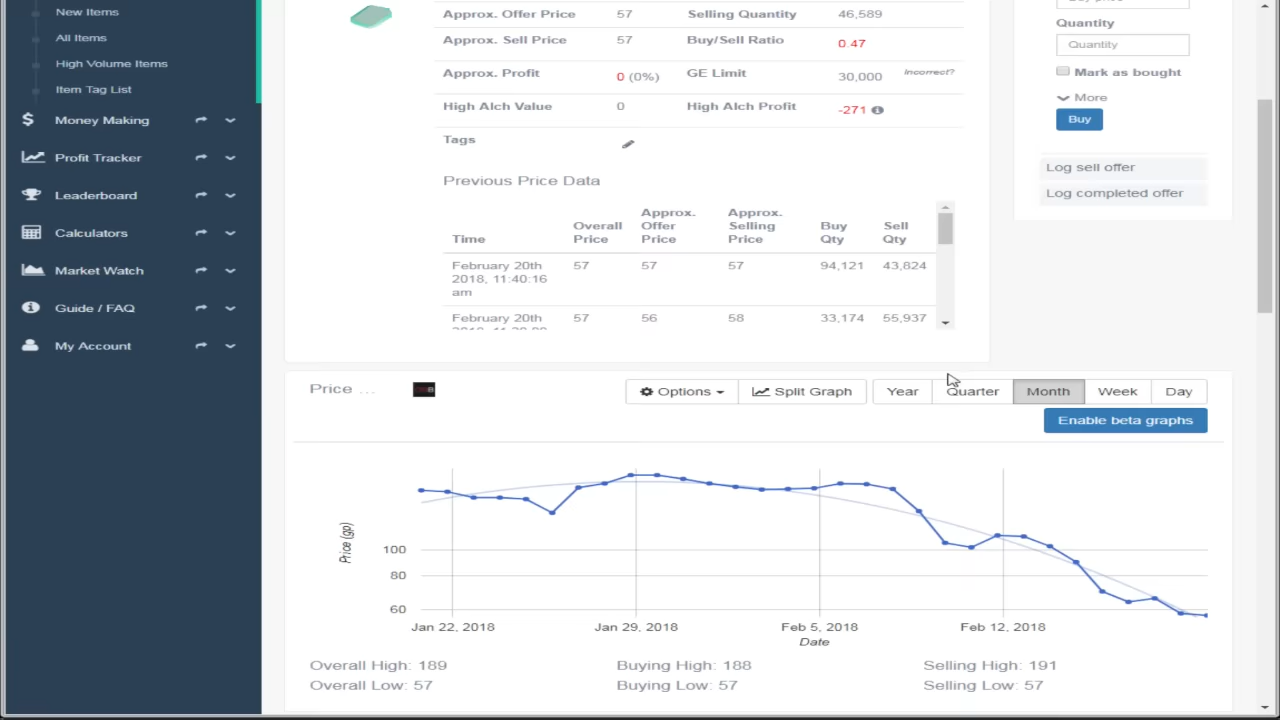 New Items
All Items
High Volume Items
Item Tag List
Money Making
Profit Tracker
Leaderboard
Calculators
Market Watch
Guide / FAQ
My Account
Approx. Offer Price 57 Selling Quantity 46,589
Approx. Sell Price 57 Buy/Sell Ratio 0.47
Approx. Profit 0 (0%) GE Limit 30,000 Incorrect?
High Alch Value 0 High Alch Profit -271
Tags
Previous Price Data
Time Overall Price Approx. Offer Price Approx. Selling Price Buy Qty Sell Qty
February 20th 2018, 11:40:16 am 57 57 57 94,121 43,824
February 20th 57 56 58 33,174 55,937
Quantity
Quantity
Mark as bought
More
Buy
Log sell offer
Log completed offer
Price ...
Options Split Graph Year Quarter Month Week Day
Enable beta graphs
Price (gp)
100
80
60
Jan 22, 2018 Jan 29, 2018 Feb 5, 2018 Feb 12, 2018
Date
Overall High: 189 Buying High: 188 Selling High: 191
Overall Low: 57 Buying Low: 57 Selling Low: 57